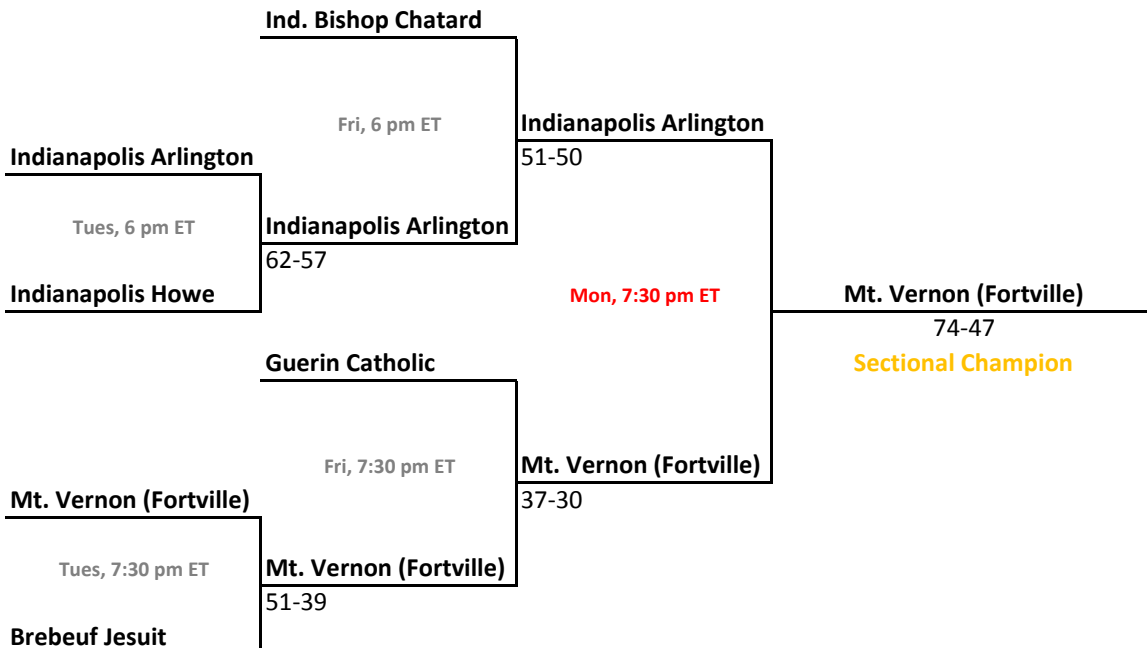 Ind. Bishop Chatard
Fri, 6 pm ET
Indianapolis Arlington
51-50
Indianapolis Arlington
Tues, 6 pm ET
Indianapolis Arlington
62-57
Indianapolis Howe
Mon, 7:30 pm ET
Mt. Vernon (Fortville)
74-47
Sectional Champion
Guerin Catholic
Fri, 7:30 pm ET
Mt. Vernon (Fortville)
37-30
Mt. Vernon (Fortville)
Tues, 7:30 pm ET
Mt. Vernon (Fortville)
51-39
Brebeuf Jesuit